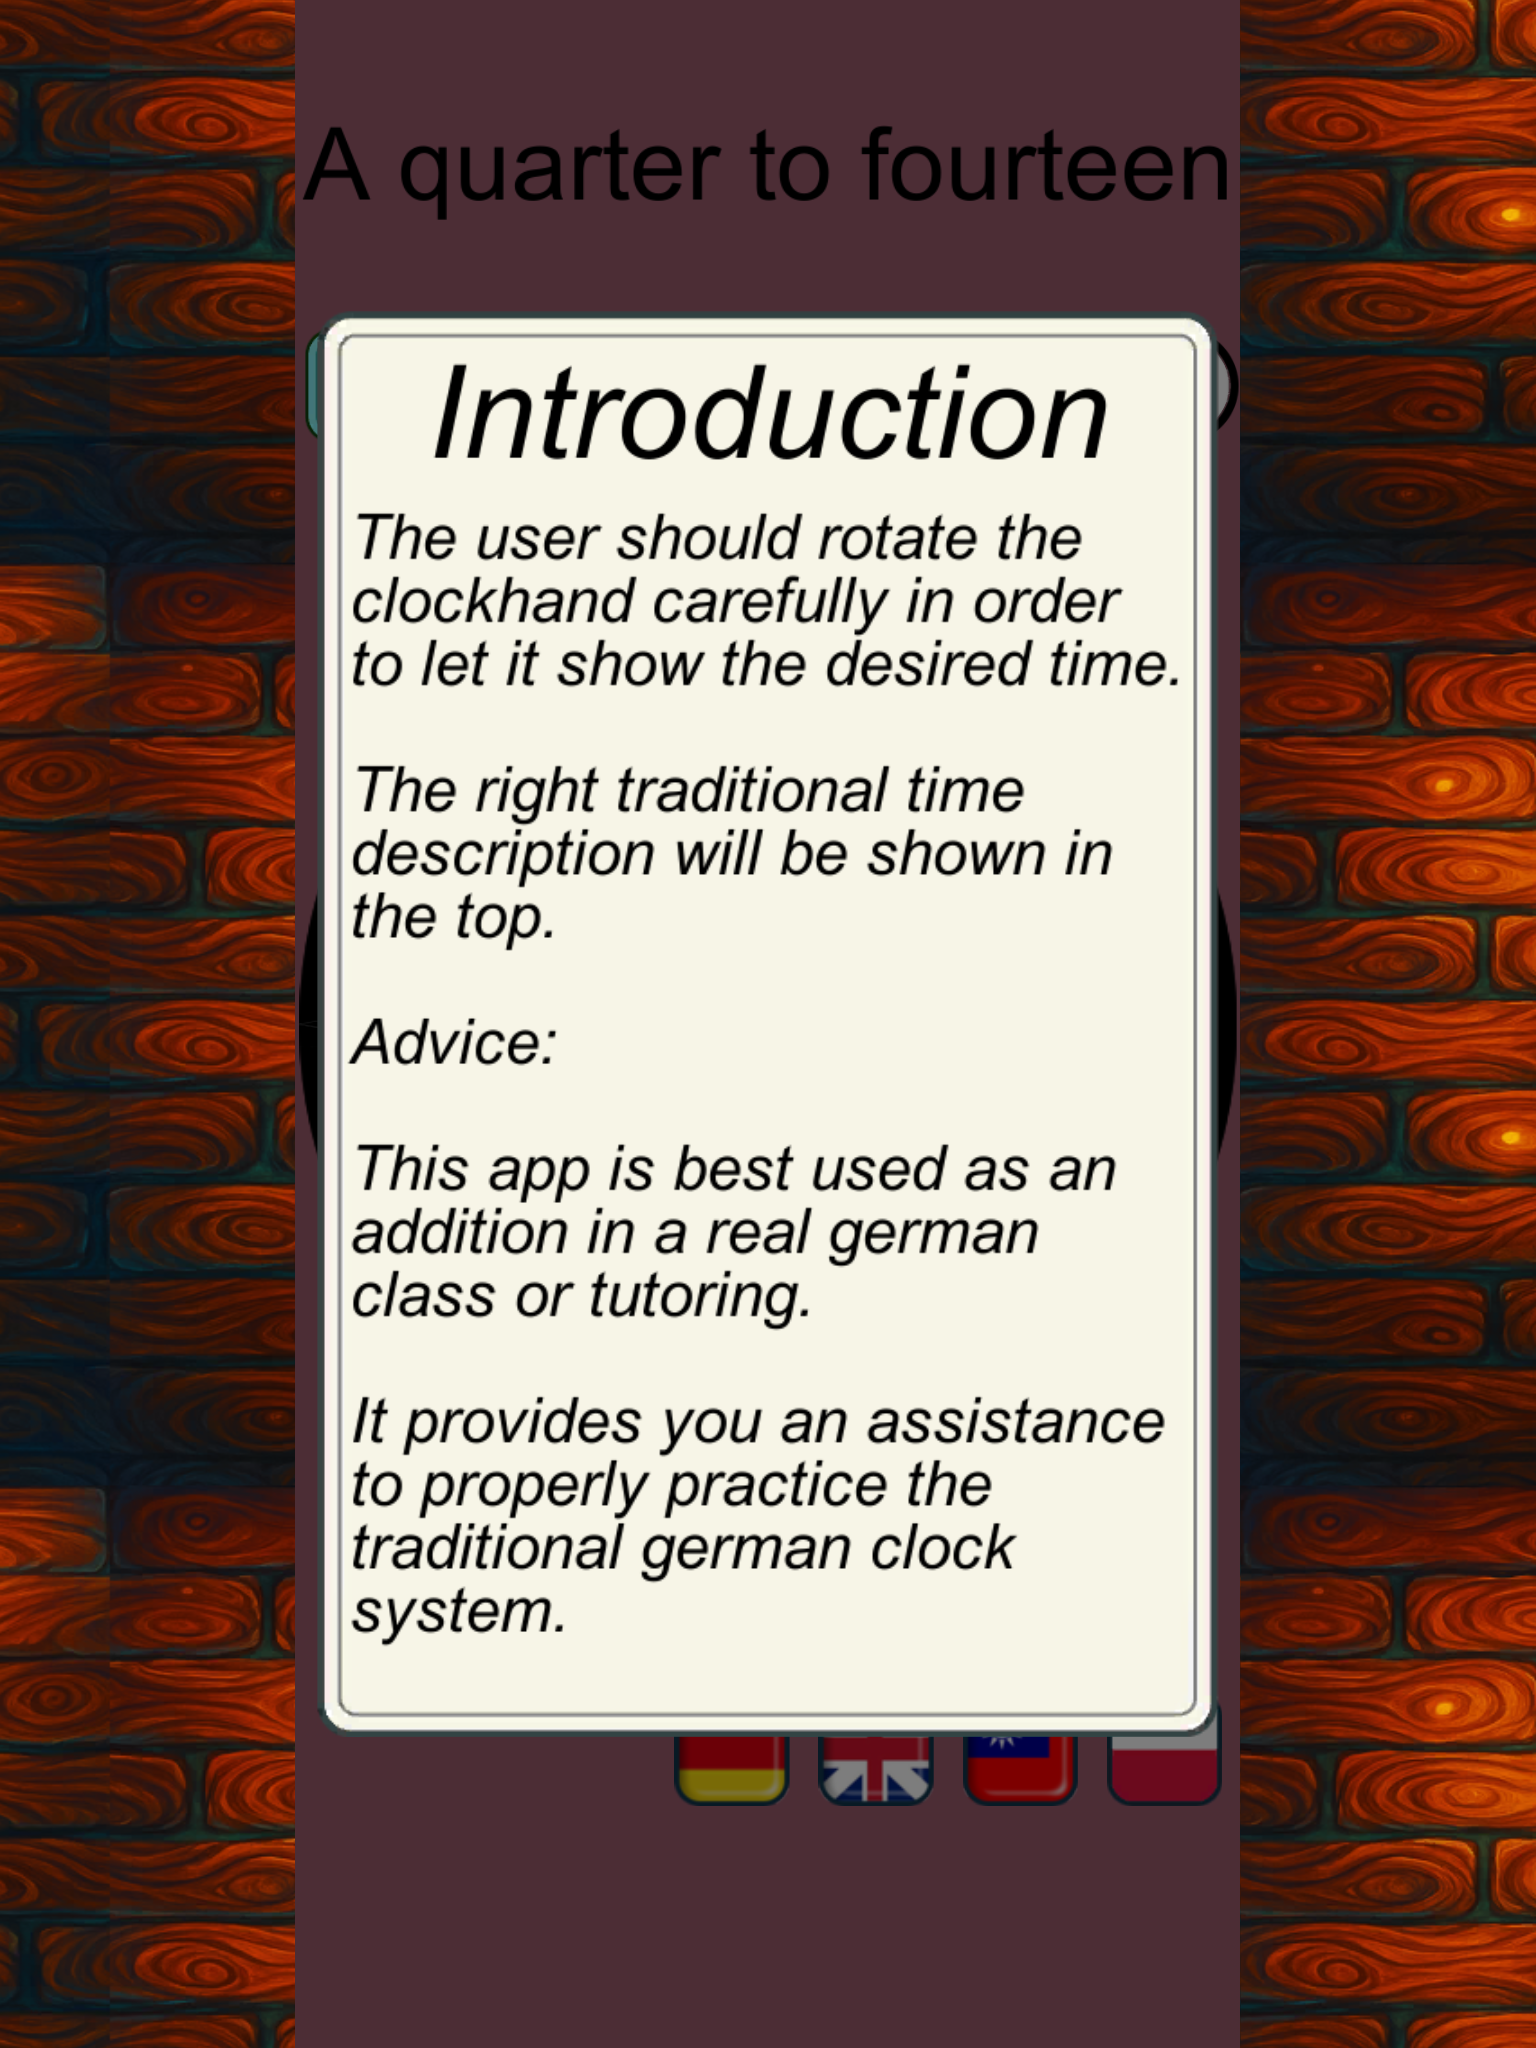 A quarter to fourteen
Introduction
The user should rotate the
clockhand carefully in order
to let it show the desired time.
The right traditional time
description will be shown in
the top.
Advice:
This app is best used as an
addition in a real german
class or tutoring.
It provides you an assistance
to properly practice the
traditional german clock
system.